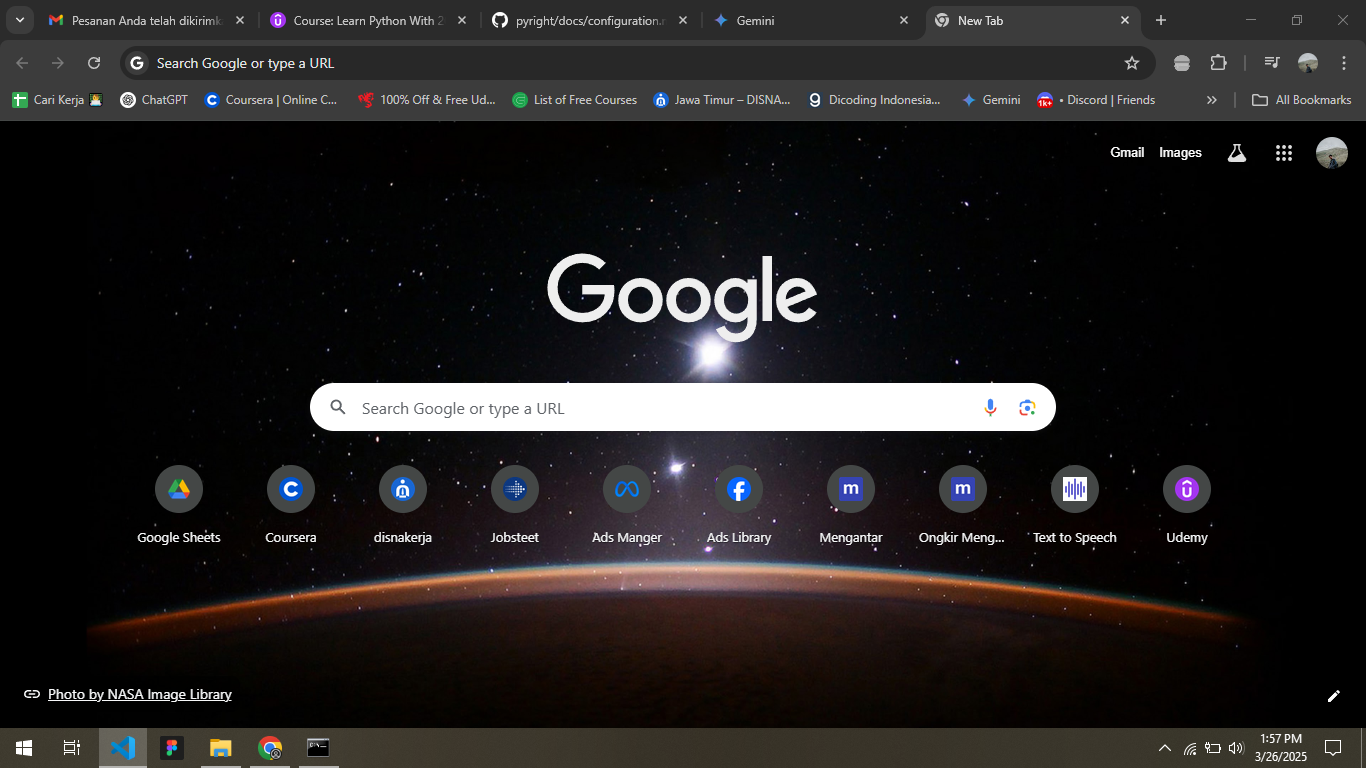 Pesanan Anda telah dikirimk
Course: Learn Python With 2
pyright/docs/configuration.r
Gemini
New Tab
Search Google or type a URL
Cari Kerja
ChatGPT
Coursera | Online C...
100% Off & Free Ud...
List of Free Courses
Jawa Timur – DISNA...
Dicoding Indonesia...
Gemini
1k+
• Discord | Friends
All Bookmarks
Gmail
Images
Google
Search Google or type a URL
Google Sheets
Coursera
disnakerja
Jobsteet
Ads Manger
Ads Library
Mengantar
Ongkir Meng...
Text to Speech
Udemy
Photo by NASA Image Library
1:57 PM
3/26/2025